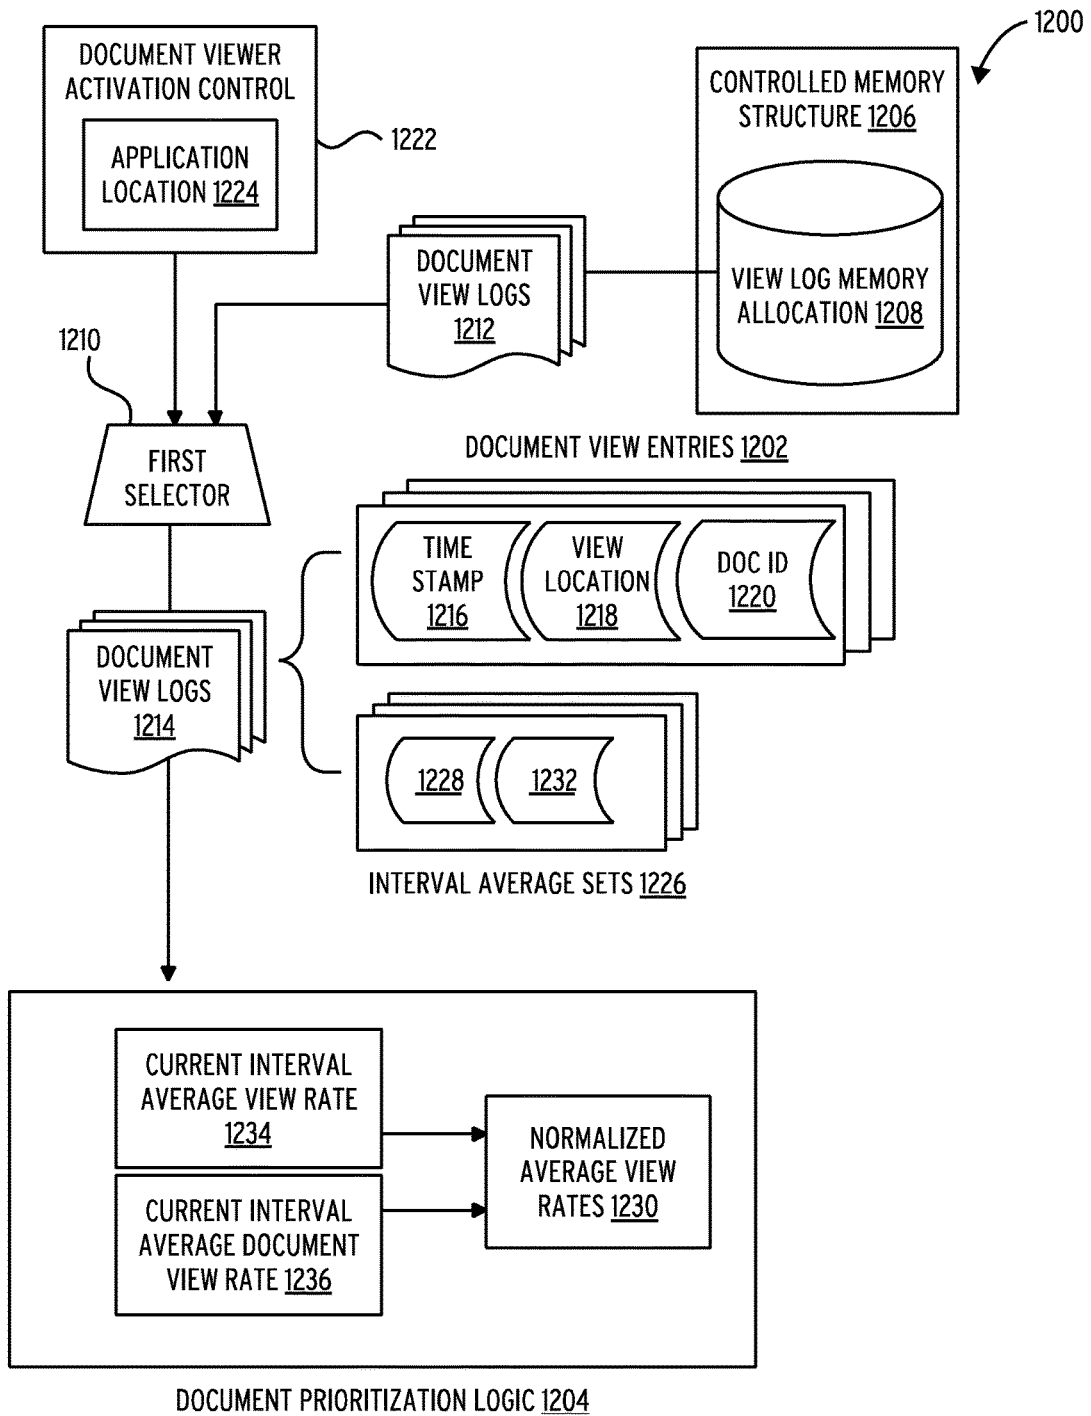 1200
DOCUMENT VIEWER
ACTIVATION CONTROL
APPLICATION
LOCATION 1224
1222
CONTROLLED MEMORY
STRUCTURE 1206
VIEW LOG MEMORY
ALLOCATION 1208
DOCUMENT
VIEW LOGS
1212
1210
FIRST
SELECTOR
DOCUMENT VIEW ENTRIES 1202
TIME
STAMP
1216
VIEW
LOCATION
1218
DOC ID
1220
DOCUMENT
VIEW LOGS
1214
1228
1232
INTERVAL AVERAGE SETS 1226
CURRENT INTERVAL
AVERAGE VIEW RATE
1234
CURRENT INTERVAL
AVERAGE DOCUMENT
VIEW RATE 1236
NORMALIZED
AVERAGE VIEW
RATES 1230
DOCUMENT PRIORITIZATION LOGIC 1204